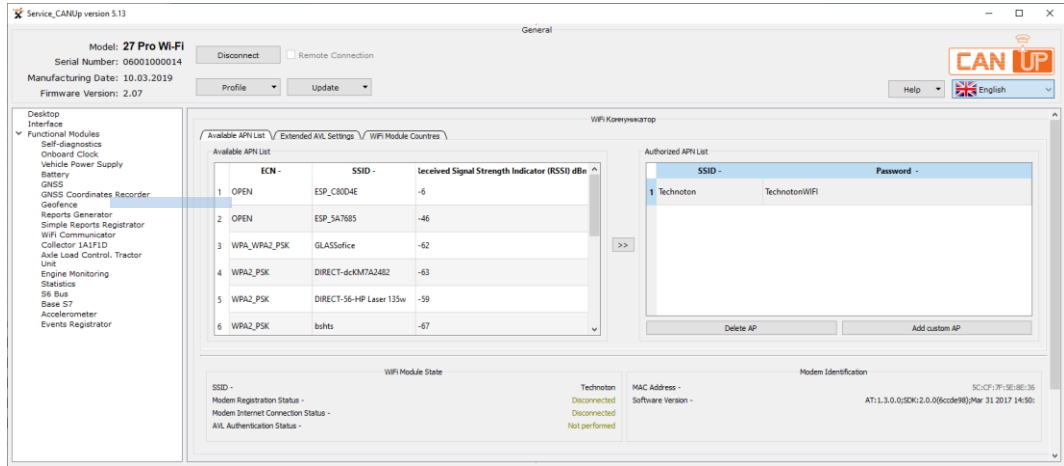 Service_CANUp version 5.13
General
Model: 27 Pro Wi-Fi
Serial Number: 06001000014
Manufacturing Date: 10.03.2019
Firmware Version: 2.07
Disconnect
Remote Connection
Profile
Update
CAN UP
Help
English
Desktop
Interface
Functional Modules
Self-diagnostics
Onboard Clock
Vehicle Power Supply
Battery
GNSS
GNSS Coordinates Recorder
Geofence
Reports Generator
Simple Reports Registrator
WiFi Communicator
Collector 1A1F1D
Axle Load Control. Tractor
Unit
Engine Monitoring
Statistics
S6 Bus
Base S7
Accelerometer
Events Registrator
WiFi Коммуникатор
Available APN List
Extended AVL Settings
WiFi Module Countres
Available APN List
ECN - SSID - Received Signal Strength Indicator (RSSI) dBn
1 OPEN ESP_C80D4E -6
2 OPEN ESP_5A7685 -46
3 WPA_WPA2_PSK GLASSofice -62
4 WPA2_PSK DIRECT-dcKM7A2482 -63
5 WPA2_PSK DIRECT-56-HP Laser 135w -59
6 WPA2_PSK bshts -67
>>
Authorized APN List
SSID - Password -
1 Technoton TechnotonWIFI
Delete AP
Add custom AP
WiFi Module State
SSID - Technoton
Modem Registration Status - Disconnected
Modem Internet Connection Status - Disconnected
AVL Authentication Status - Not performed
Modem Identification
MAC Address - 5C:CF:7F:5E:8E:36
Software Version - AT:1.3.0.0;SDK:2.0.0(6ccde98);Mar 31 2017 14:50: